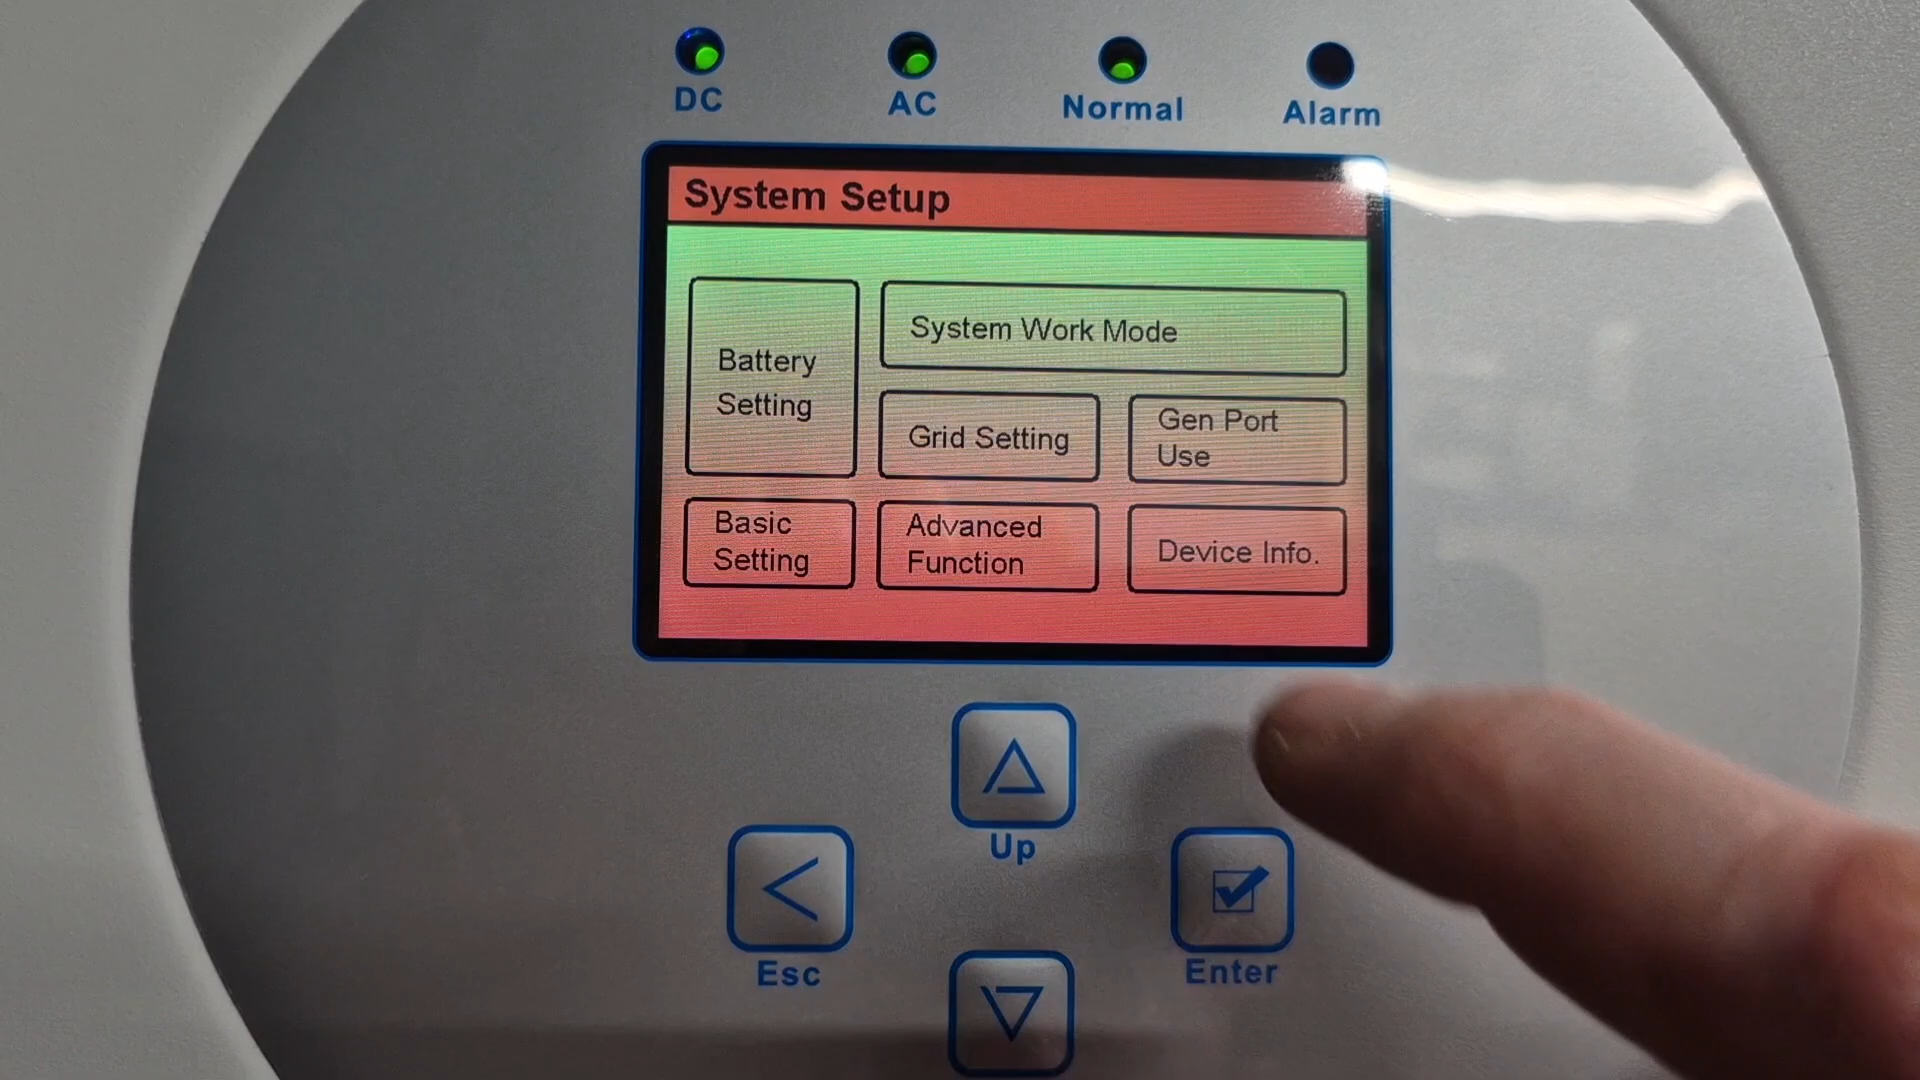 DC
AC
Normal
Alarm
System Setup
Battery
Setting
System Work Mode
Grid Setting
Gen Port
Use
Basic
Setting
Advanced
Function
Device Info.
Up
Esc
Enter